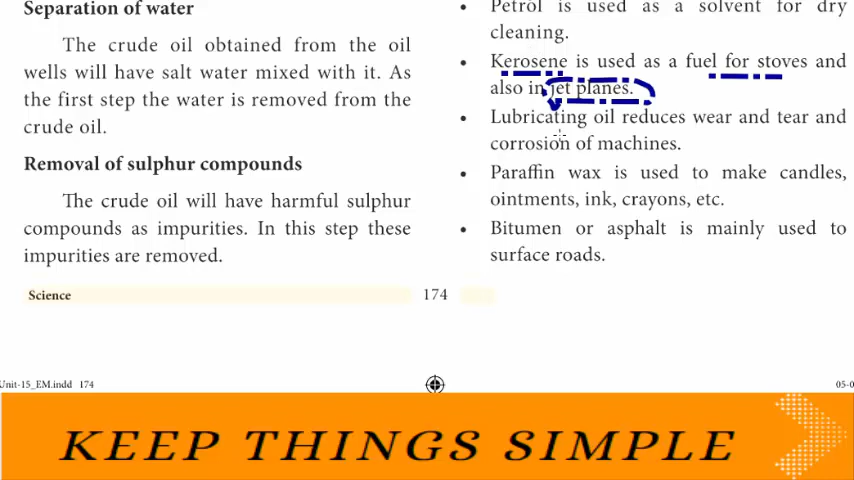 Separation of water
The crude oil obtained from the oil
wells will have salt water mixed with it. As
the first step the water is removed from the
crude oil.
Removal of sulphur compounds
The crude oil will have harmful sulphur
compounds as impurities. In this step these
impurities are removed.
• Petrol is used as a solvent for dry
cleaning.
• Kerosene is used as a fuel for stoves and
also in jet planes.
• Lubricating oil reduces wear and tear and
corrosion of machines.
• Paraffin wax is used to make candles,
ointments, ink, crayons, etc.
• Bitumen or asphalt is mainly used to
surface roads.
Science
174
Unit-15_EM.indd 174
05-0
KEEP THINGS SIMPLE